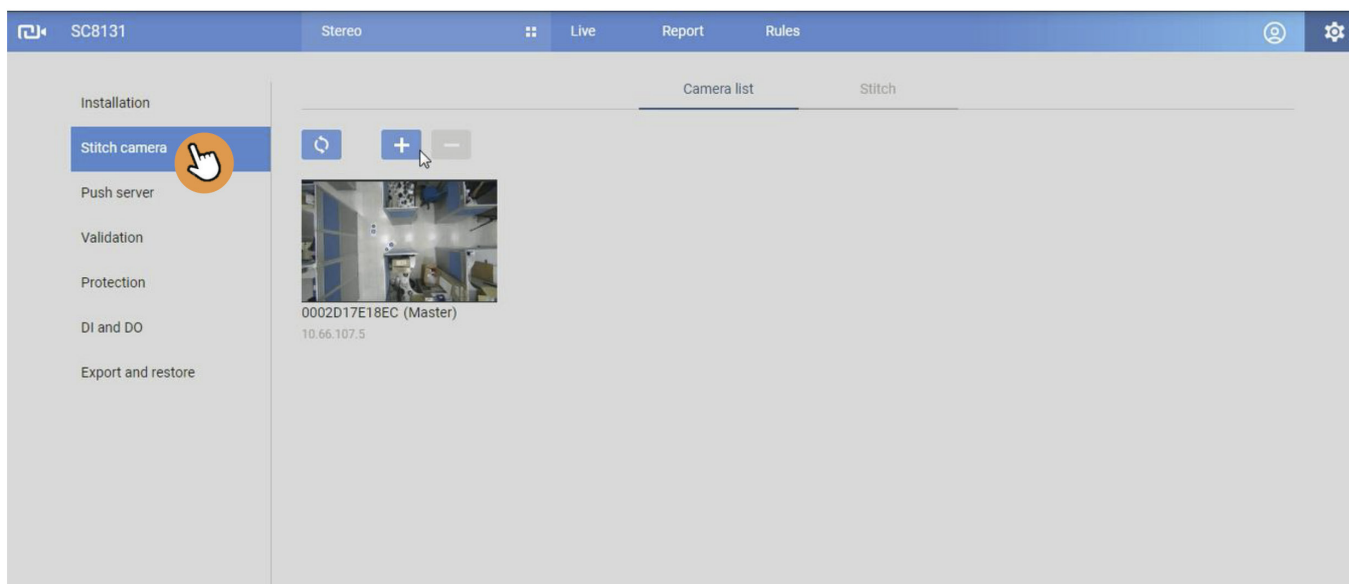 SC8131 Stereo Live Report Rules
Camera list Stitch
Installation
Stitch camera
Push server
Validation
Protection
DI and DO
Export and restore
0002D17E18EC (Master)
10.66.107.5